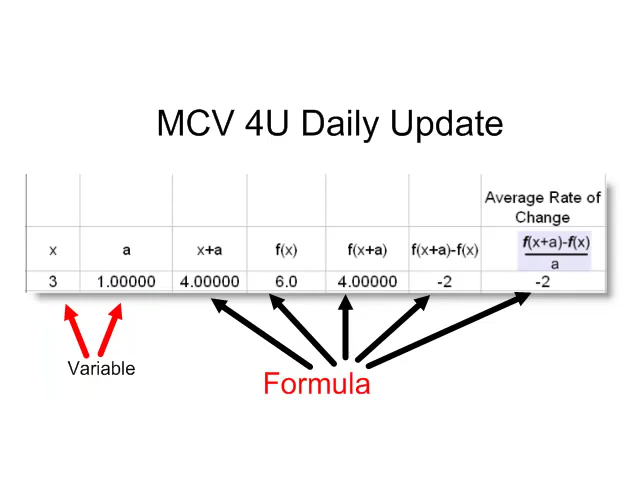 MCV 4U Daily Update
Average Rate of
Change
x a x+a f(x) f(x+a) f(x+a)-f(x) f(x+a)-f(x)
a
3 1.00000 4.00000 6.0 4.00000 -2 -2
Variable
Formula